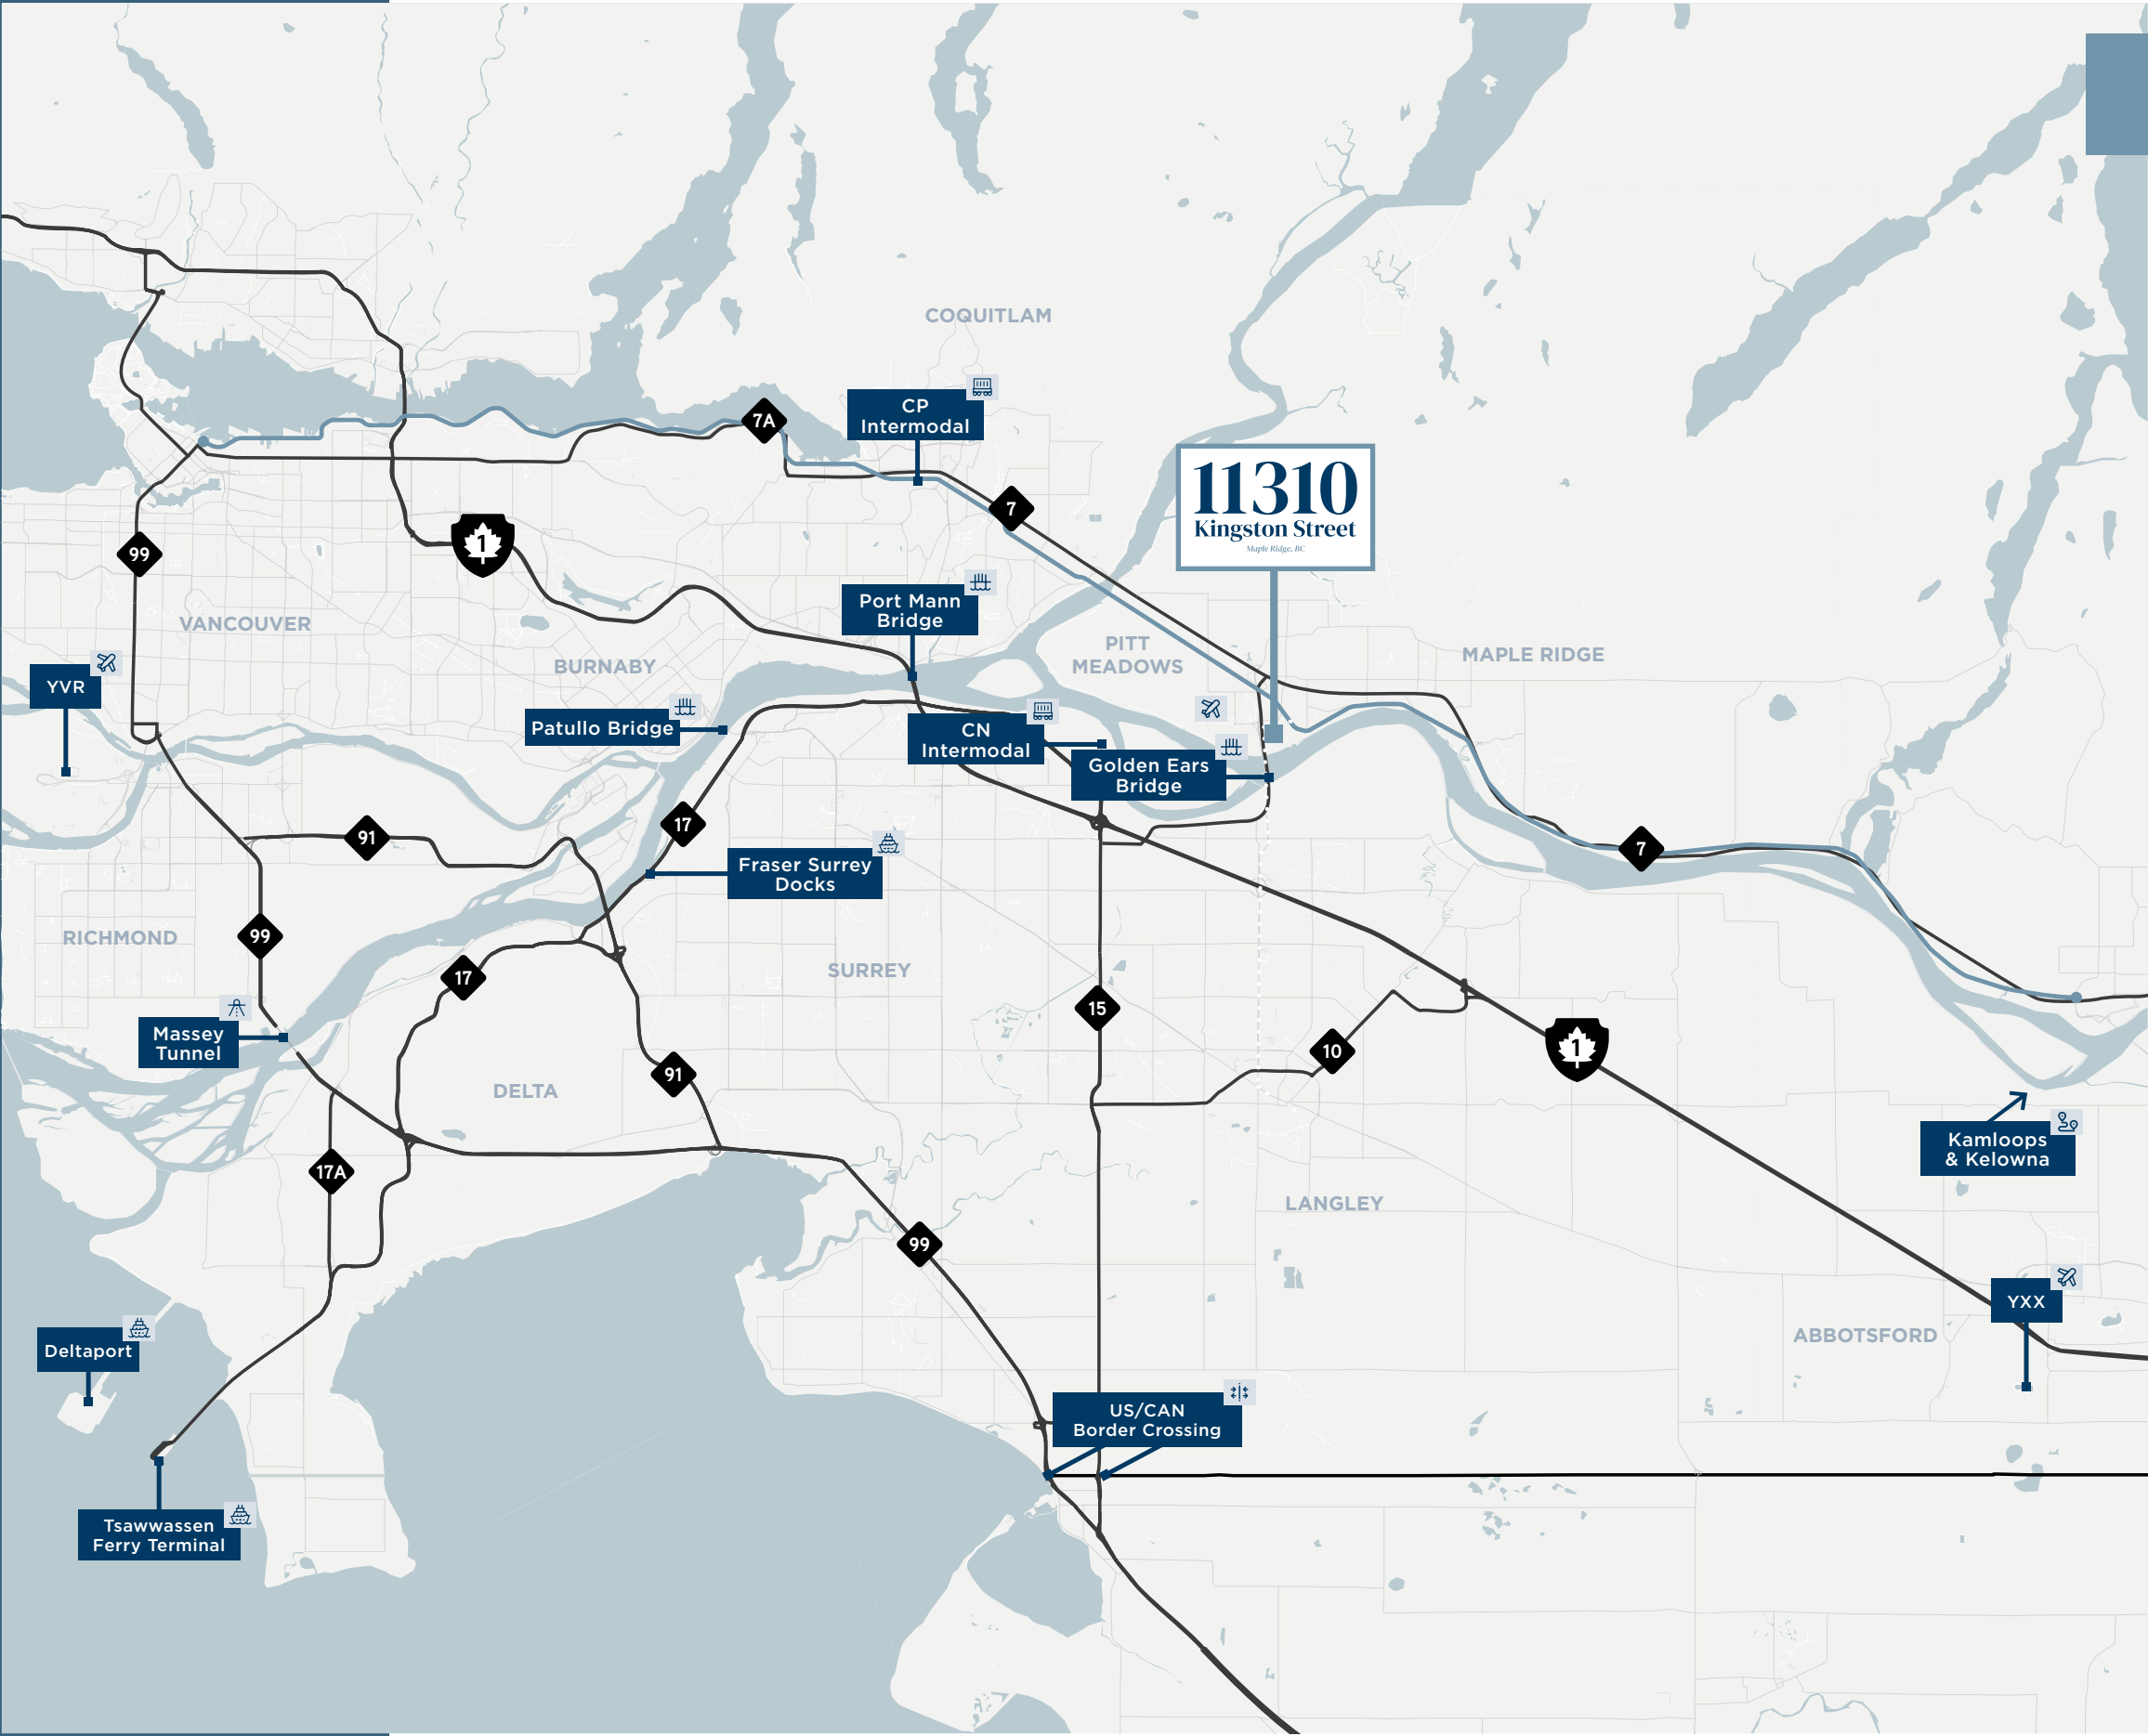 COQUITLAM
CP
Intermodal
7A
7
11310
Kingston Street
Maple Ridge, BC
1
99
Port Mann
Bridge
VANCOUVER
BURNABY
PITT
MEADOWS
MAPLE RIDGE
YVR
Patullo Bridge
CN
Intermodal
Golden Ears
Bridge
91
17
7
Fraser Surrey
Docks
RICHMOND
99
17
SURREY
15
10
1
Massey
Tunnel
DELTA
91
Kamloops
& Kelowna
17A
LANGLEY
99
YXX
ABBOTSFORD
Deltaport
US/CAN
Border Crossing
Tsawwassen
Ferry Terminal